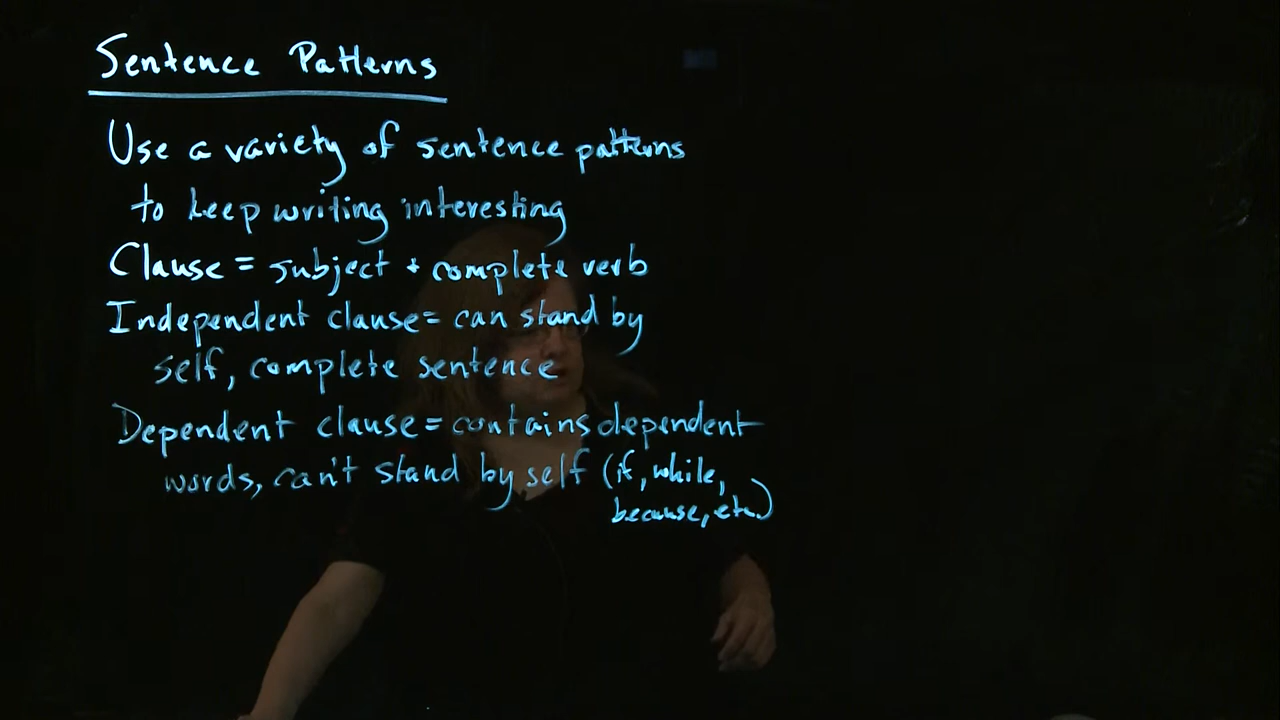 Sentence Patterns
Use a variety of sentence patterns
to keep writing interesting
Clause = subject + complete verb
Independent clause = can stand by
self, complete sentence
Dependent clause = contains dependent
words, can't stand by self (if, while,
because, etc.)